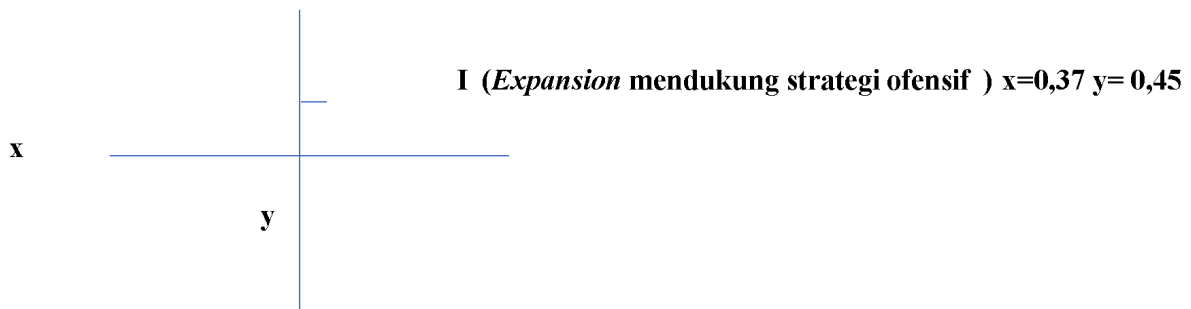 I (Expansion mendukung strategi ofensif ) x=0,37 y= 0,45
x
y